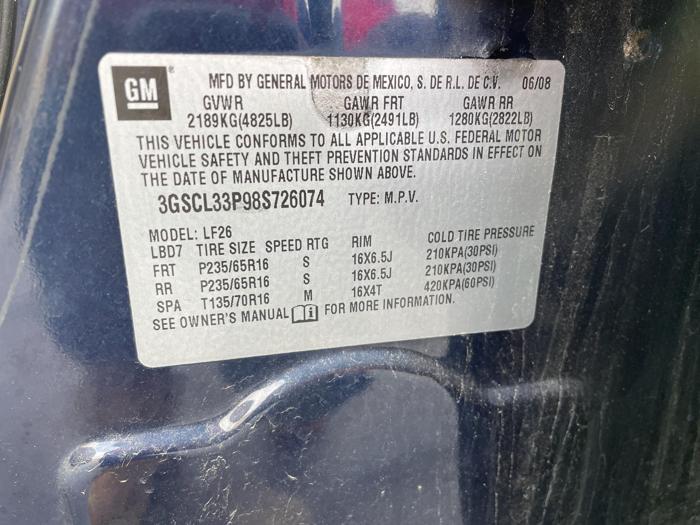 GM ® MFD BY GENERAL MOTORS DE MEXICO, S. DE R.L. DE C.V. 06/08
GVWR GAWR FRT GAWR RR
2189KG(4825LB) 1130KG(2491LB) 1280KG(2822LB)
THIS VEHICLE CONFORMS TO ALL APPLICABLE U.S. FEDERAL MOTOR
VEHICLE SAFETY AND THEFT PREVENTION STANDARDS IN EFFECT ON
THE DATE OF MANUFACTURE SHOWN ABOVE.
3GSCL33P98S726074 TYPE: M.P.V.
MODEL: LF26
LBD7 TIRE SIZE SPEED RTG RIM COLD TIRE PRESSURE
FRT P235/65R16 S 16X6.5J 210KPA(30PSI)
RR P235/65R16 S 16X6.5J 210KPA(30PSI)
SPA T135/70R16 M 16X4T 420KPA(60PSI)
SEE OWNER'S MANUAL FOR MORE INFORMATION.